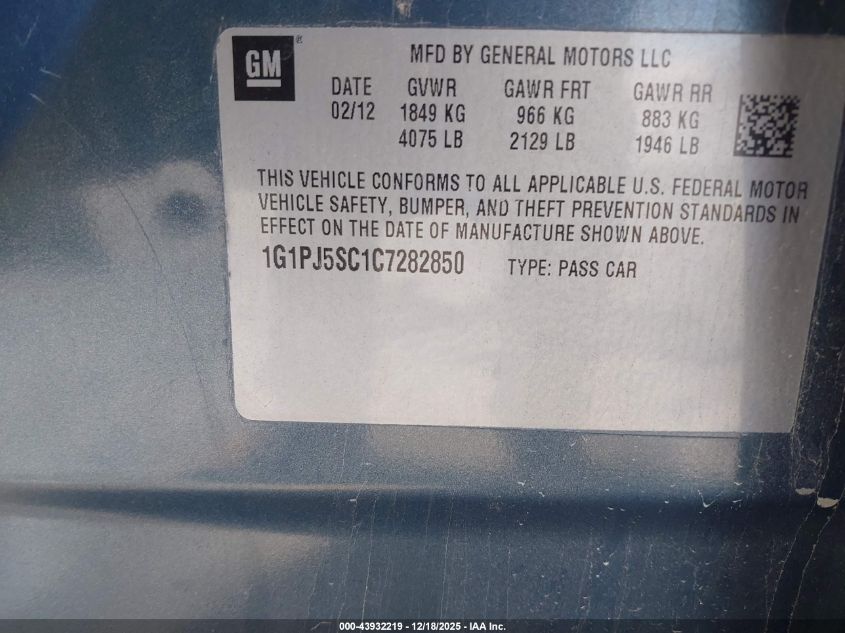 GM ®
MFD BY GENERAL MOTORS LLC
DATE GVWR GAWR FRT GAWR RR
02/12 1849 KG 966 KG 883 KG
4075 LB 2129 LB 1946 LB
THIS VEHICLE CONFORMS TO ALL APPLICABLE U.S. FEDERAL MOTOR
VEHICLE SAFETY, BUMPER, AND THEFT PREVENTION STANDARDS IN
EFFECT ON THE DATE OF MANUFACTURE SHOWN ABOVE.
1G1PJ5SC1C7282850 TYPE: PASS CAR
000-43932219 - 12/18/2025 - IAA Inc.